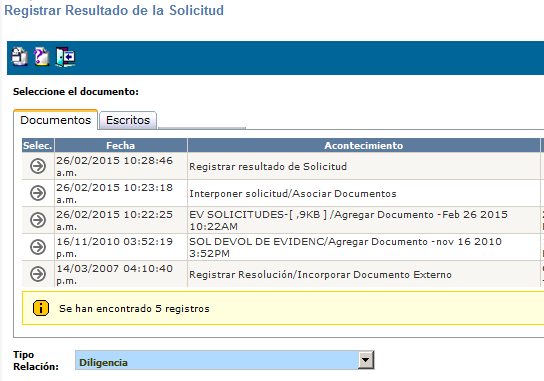 Registrar Resultado de la Solicitud
Seleccione el documento:
Documentos Escritos
Selec. Fecha Acontecimiento
26/02/2015 10:28:46 a.m. Registrar resultado de Solicitud
26/02/2015 10:23:18 a.m. Interponer solicitud/Asociar Documentos
26/02/2015 10:22:25 a.m. EV SOLICITUDES-[ ,9KB ] /Agregar Documento -Feb 26 2015 10:22AM
16/11/2010 03:52:19 p.m. SOL DEVOL DE EVIDENC/Agregar Documento -nov 16 2010 3:52PM
14/03/2007 04:10:40 p.m. Registrar Resolución/Incorporar Documento Externo
Se han encontrado 5 registros
Tipo Relación: Diligencia